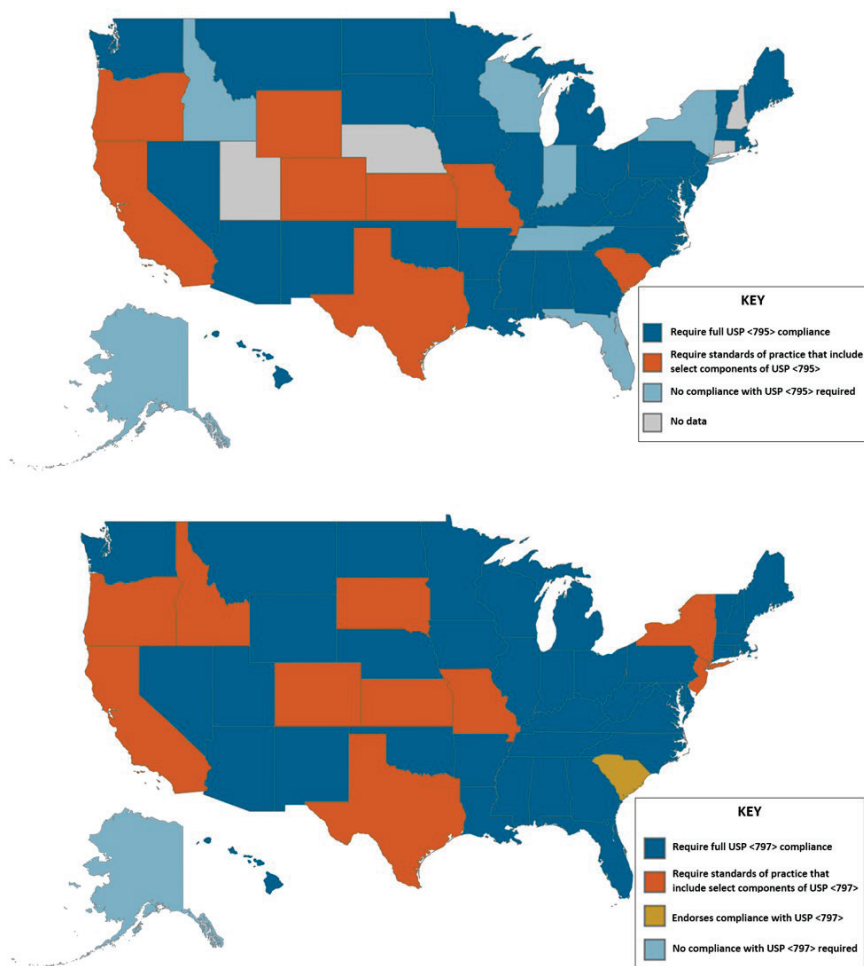 KEY
Require full USP <795> compliance
Require standards of practice that include
select components of USP <795>
No compliance with USP <795> required
No data
KEY
Require full USP <797> compliance
Require standards of practice that
include select components of USP <797>
Endorses compliance with USP <797>
No compliance with USP <797> required